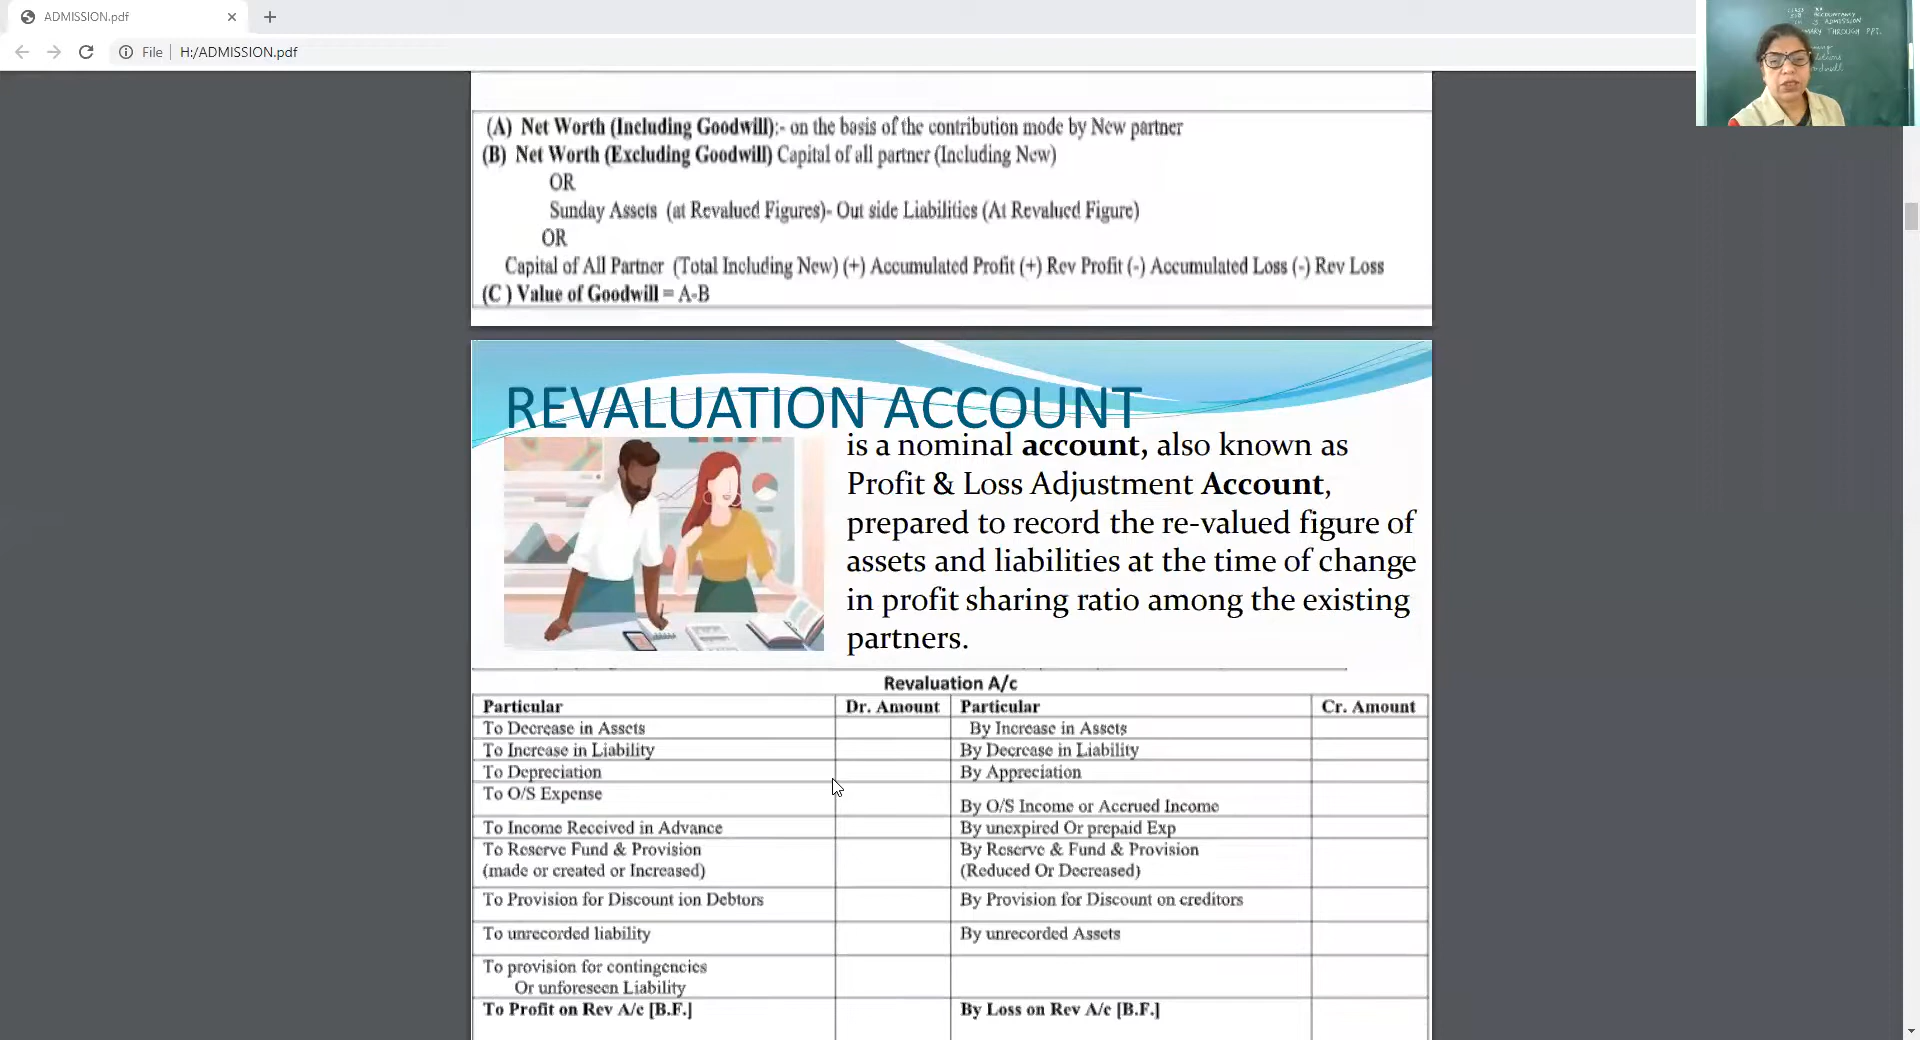 ADMISSION.pdf
File
H:/ADMISSION.pdf
ACCOUNTANCY
ADMISSION
THROUGH PPT.
(A) Net Worth (Including Goodwill):- on the basis of the contribution mode by New partner
(B) Net Worth (Excluding Goodwill) Capital of all partner (Including New)
OR
Sunday Assets (at Revalued Figures)- Out side Liabilities (At Revalued Figure)
OR
Capital of All Partner (Total Including New) (+) Accumulated Profit (+) Rev Profit (-) Accumulated Loss (-) Rev Loss
(C ) Value of Goodwill = A-B
REVALUATION ACCOUNT
is a nominal account, also known as
Profit & Loss Adjustment Account,
prepared to record the re-valued figure of
assets and liabilities at the time of change
in profit sharing ratio among the existing
partners.
Revaluation A/c
Particular Dr. Amount Particular Cr. Amount
To Decrease in Assets By Increase in Assets
To Increase in Liability By Decrease in Liability
To Depreciation By Appreciation
To O/S Expense By O/S Income or Accrued Income
To Income Received in Advance By unexpired Or prepaid Exp
To Reserve Fund & Provision By Reserve & Fund & Provision
(made or created or Increased) (Reduced Or Decreased)
To Provision for Discount ion Debtors By Provision for Discount on creditors
To unrecorded liability By unrecorded Assets
To provision for contingencies
Or unforeseen Liability
To Profit on Rev A/c [B.F.] By Loss on Rev A/c [B.F.]